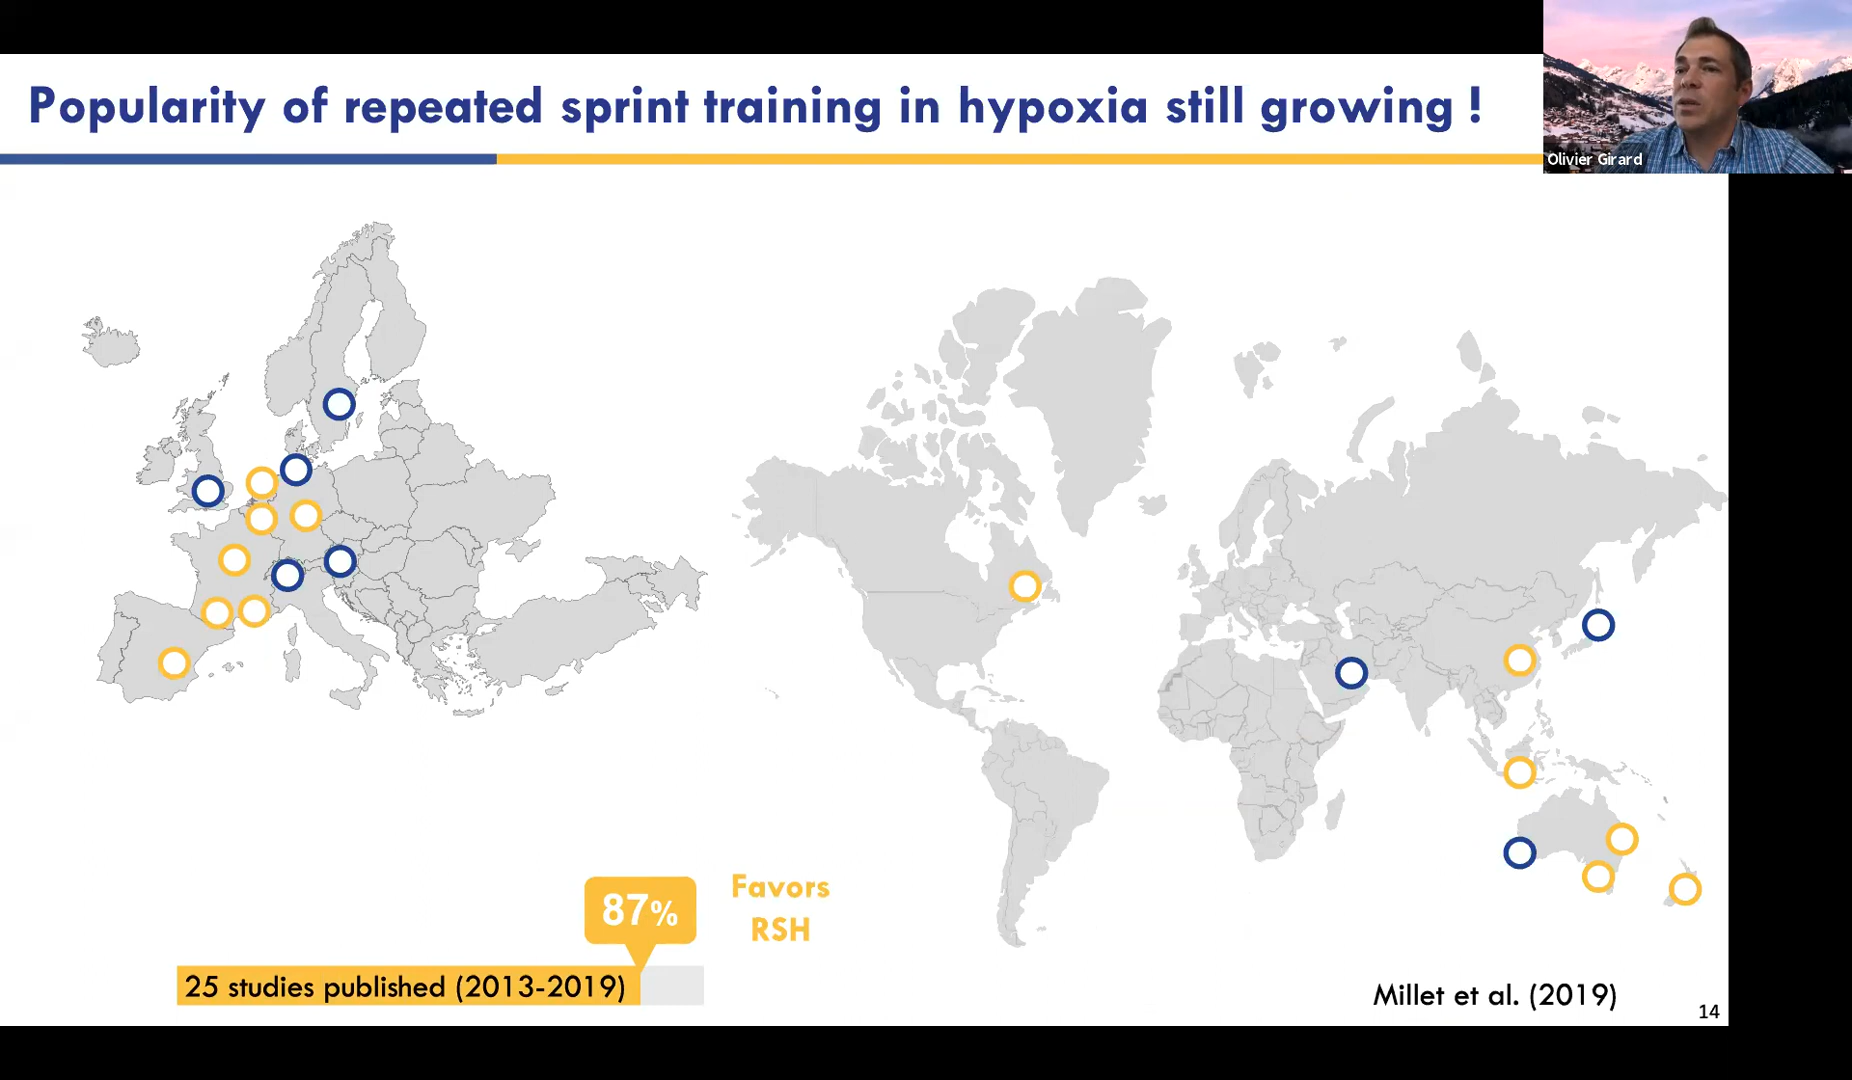 Popularity of repeated sprint training in hypoxia still growing !
Olivier Girard
87%
Favors
RSH
25 studies published (2013-2019)
Millet et al. (2019)
14